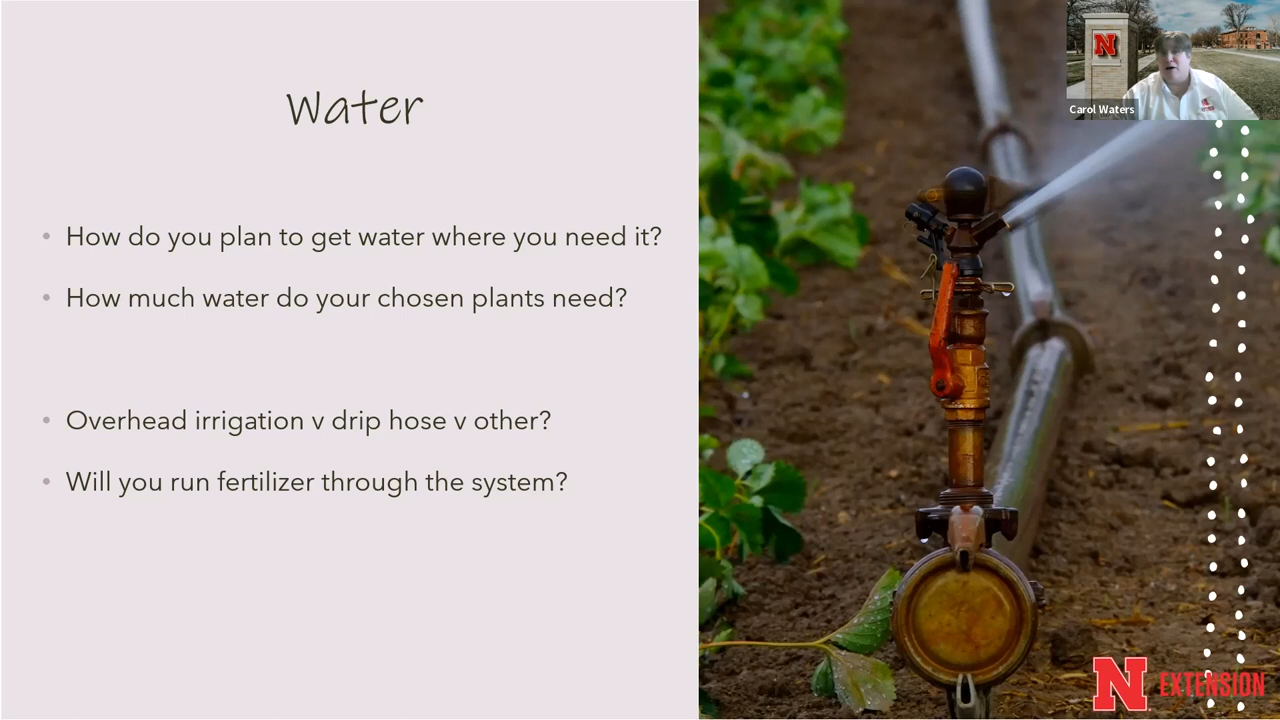 Water
How do you plan to get water where you need it?
How much water do your chosen plants need?
Overhead irrigation v drip hose v other?
Will you run fertilizer through the system?
N
Carol Waters
N EXTENSION